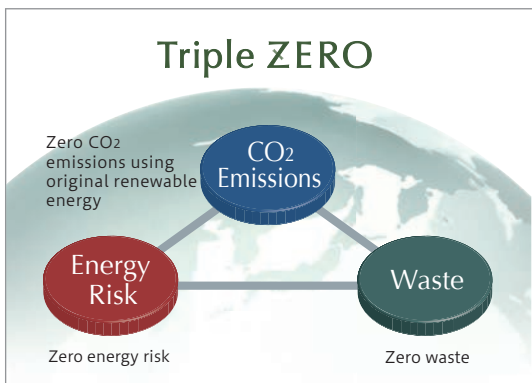 Triple ZERO
Zero CO2
emissions using
original renewable
energy
CO2
Emissions
Energy
Risk
Waste
Zero energy risk
Zero waste